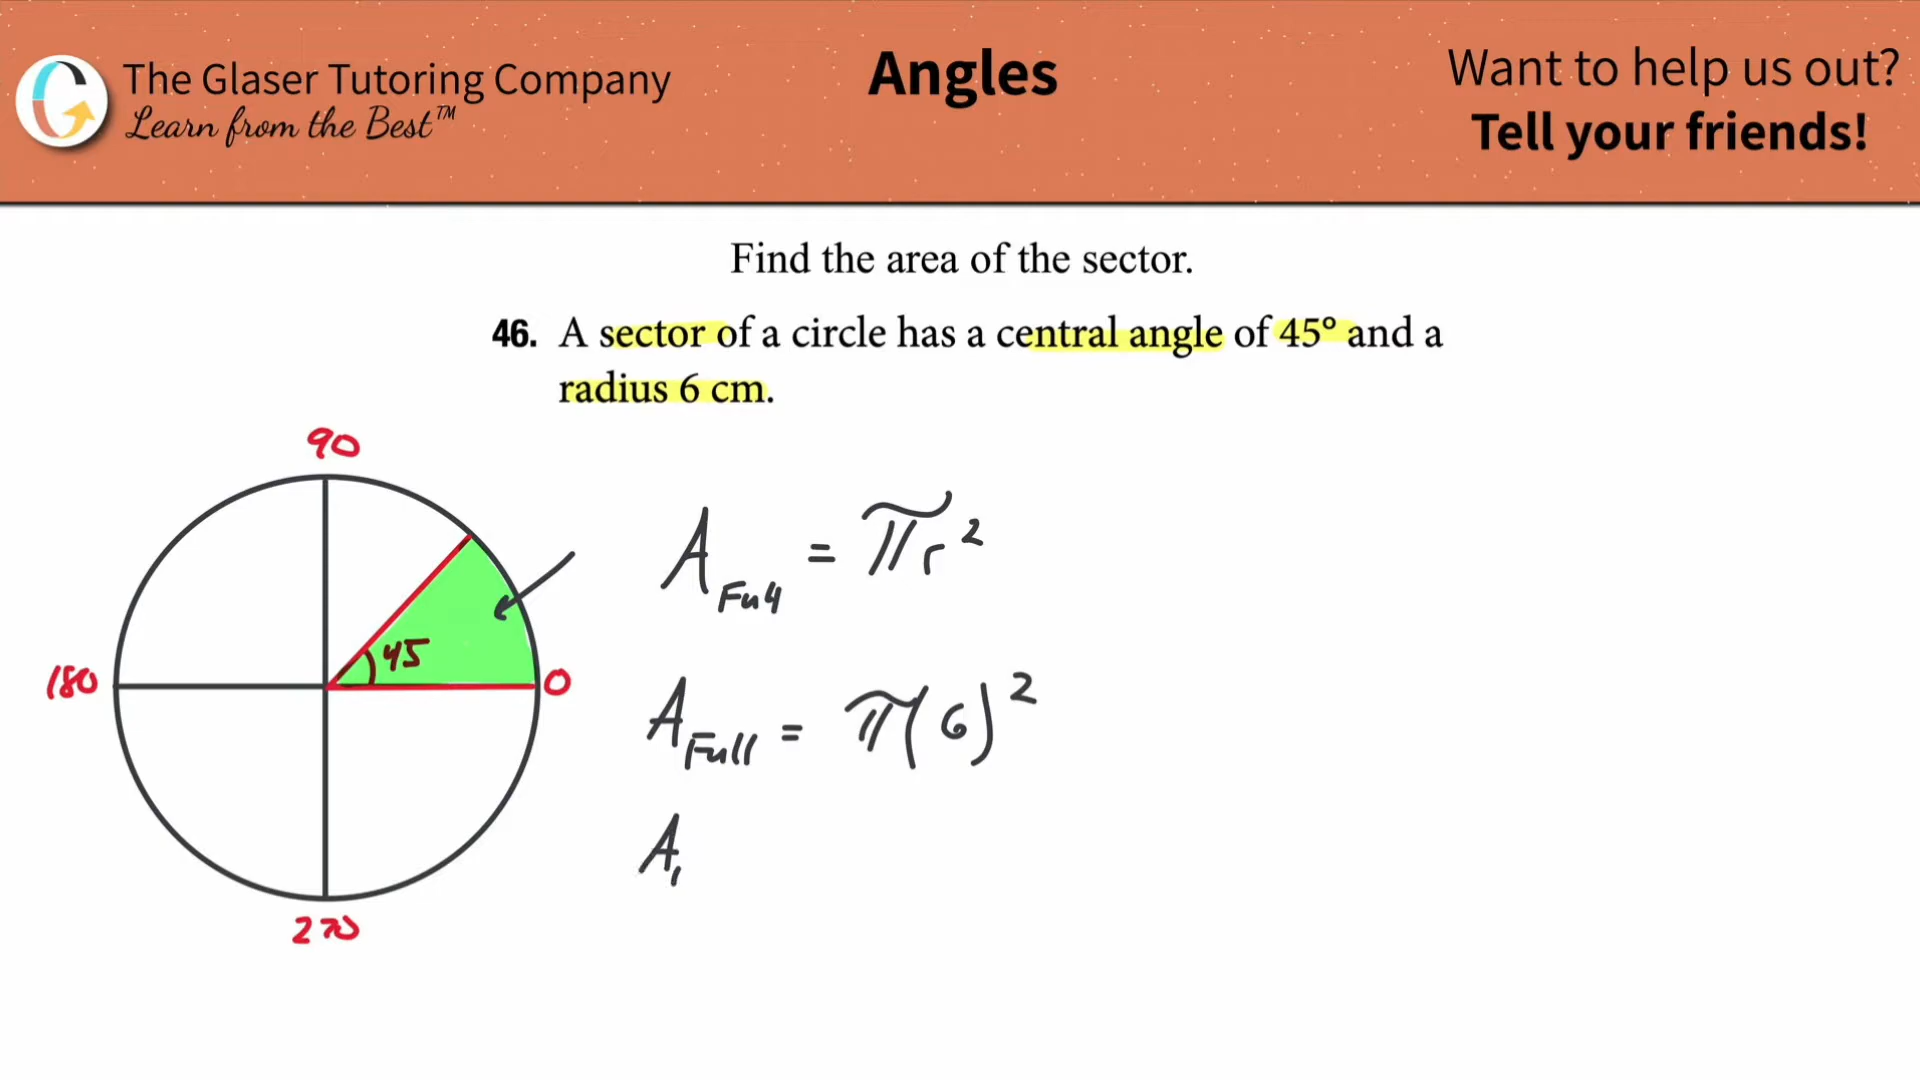 The Glaser Tutoring Company
Learn from the Best™
Angles
Want to help us out?
Tell your friends!
Find the area of the sector.
46. A sector of a circle has a central angle of 45° and a
radius 6 cm.
90
180
45
0
270
A Full = πr²
A Full = π(6)²
A